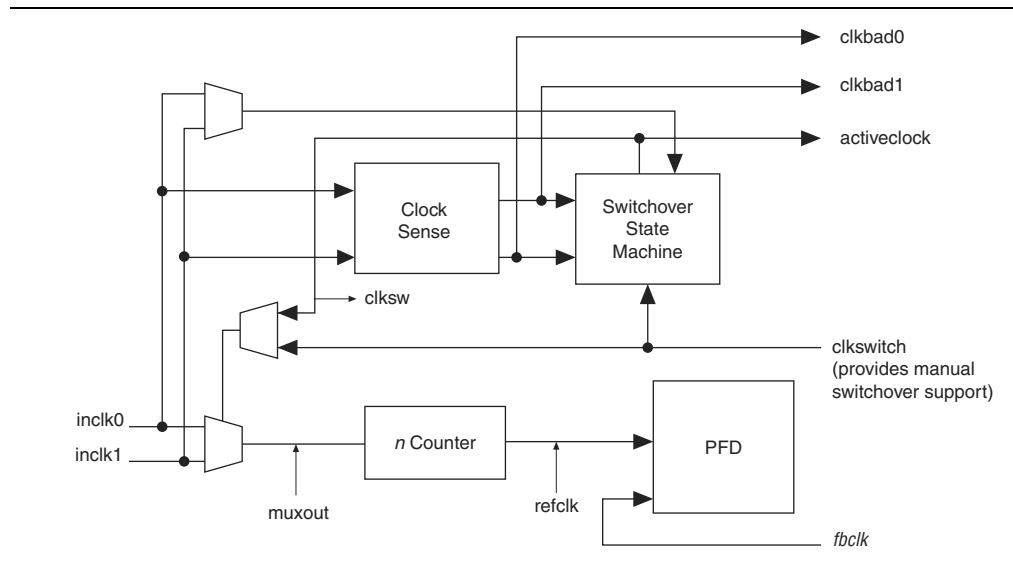 clkbad0
clkbad1
activeclock
Clock
Sense
Switchover
State
Machine
clksw
clkswitch
(provides manual
switchover support)
inclk0
inclk1
n Counter
PFD
muxout
refclk
fbclk